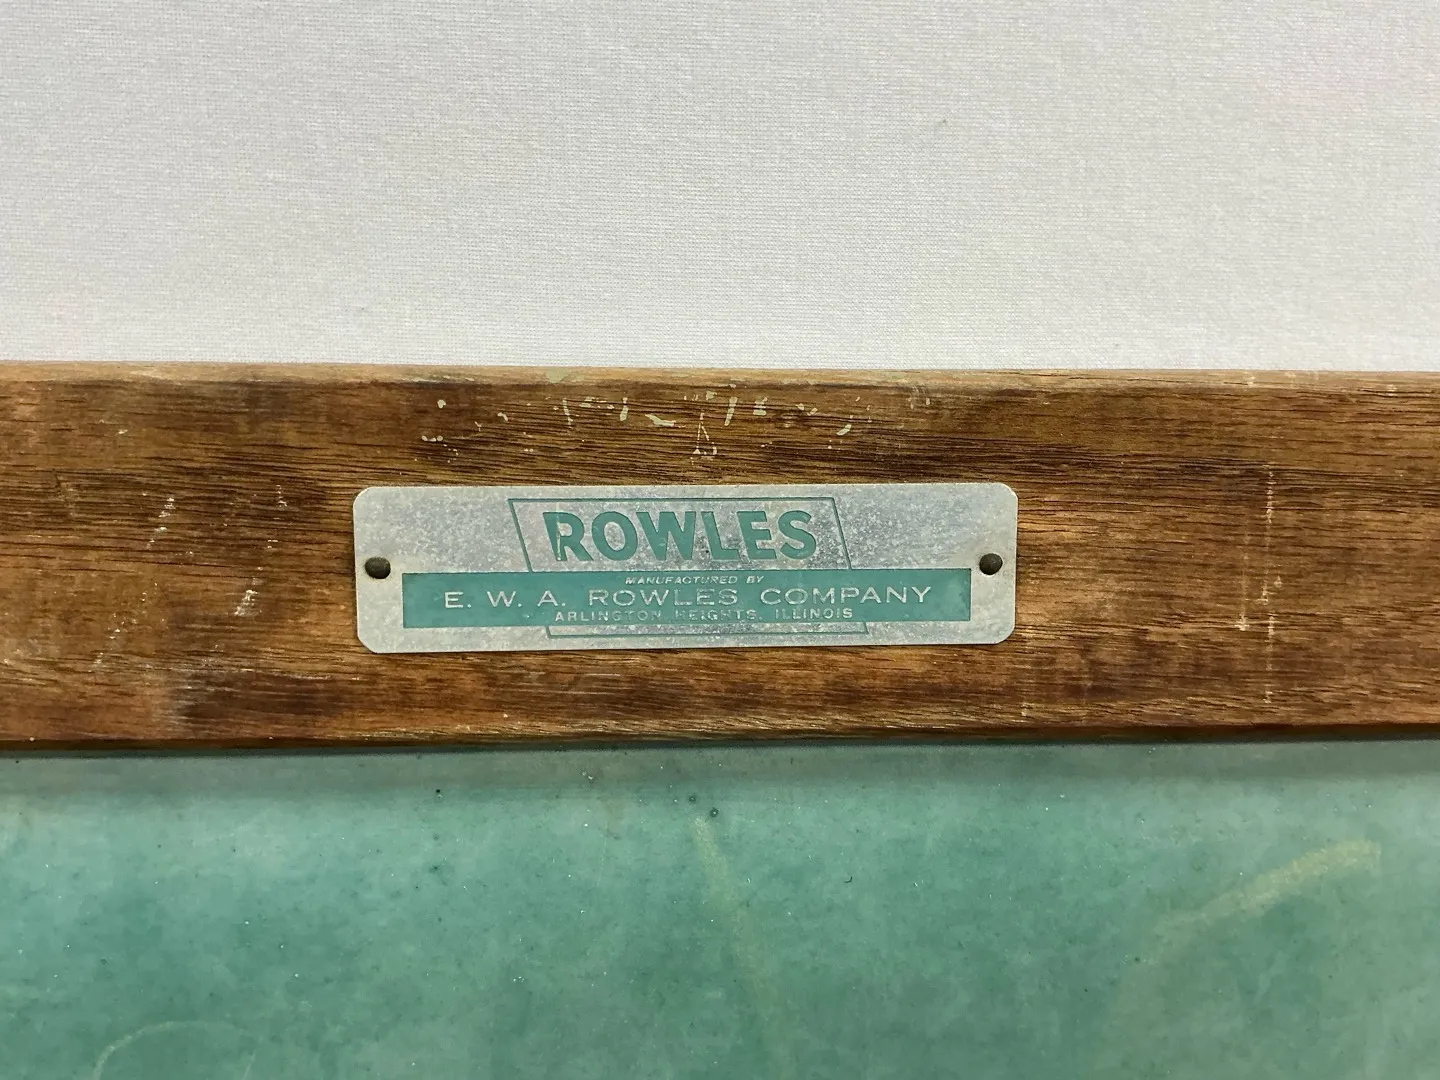 ROWLES
MANUFACTURED BY
E. W. A. ROWLES COMPANY
ARLINGTON HEIGHTS, ILLINOIS